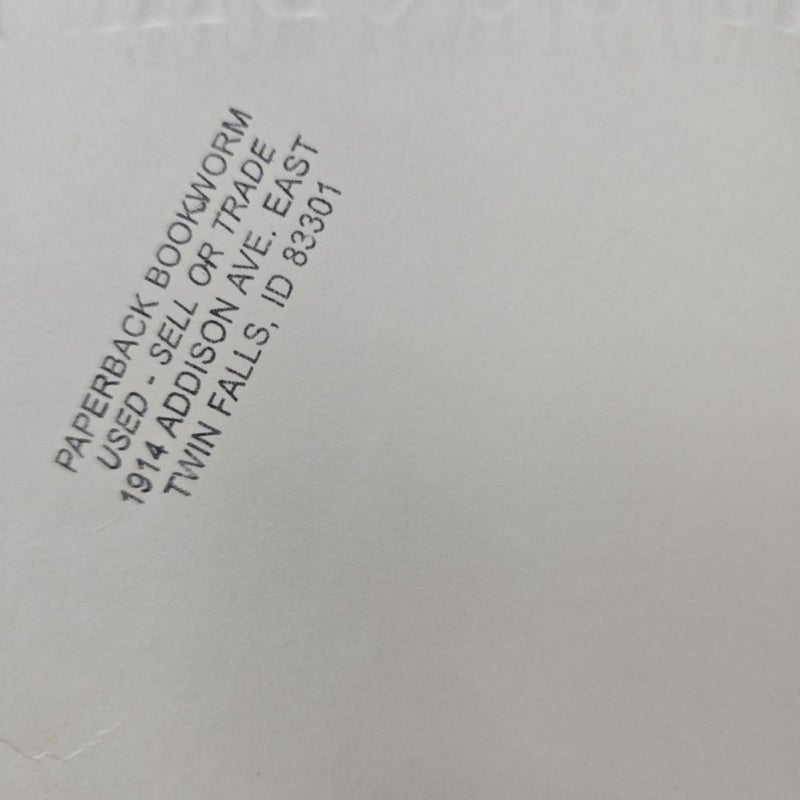 PAPERBACK BOOKWORM
USED - SELL OR TRADE
1914 ADDISON AVE. EAST
TWIN FALLS, ID 83301